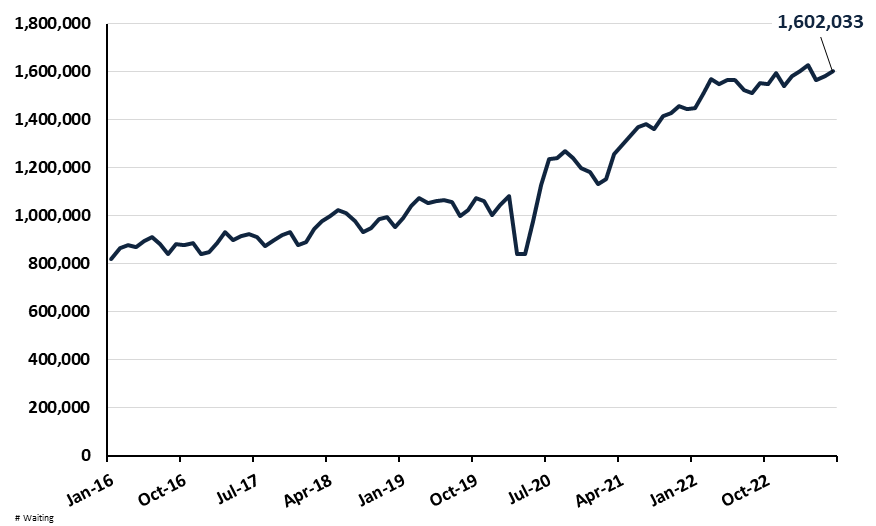 1,602,033
1,800,000
1,600,000
1,400,000
1,200,000
1,000,000
800,000
600,000
400,000
200,000
0
Jan-16
Oct-16
Jul-17
Apr-18
Jan-19
Oct-19
Jul-20
Apr-21
Jan-22
Oct-22
# Waiting